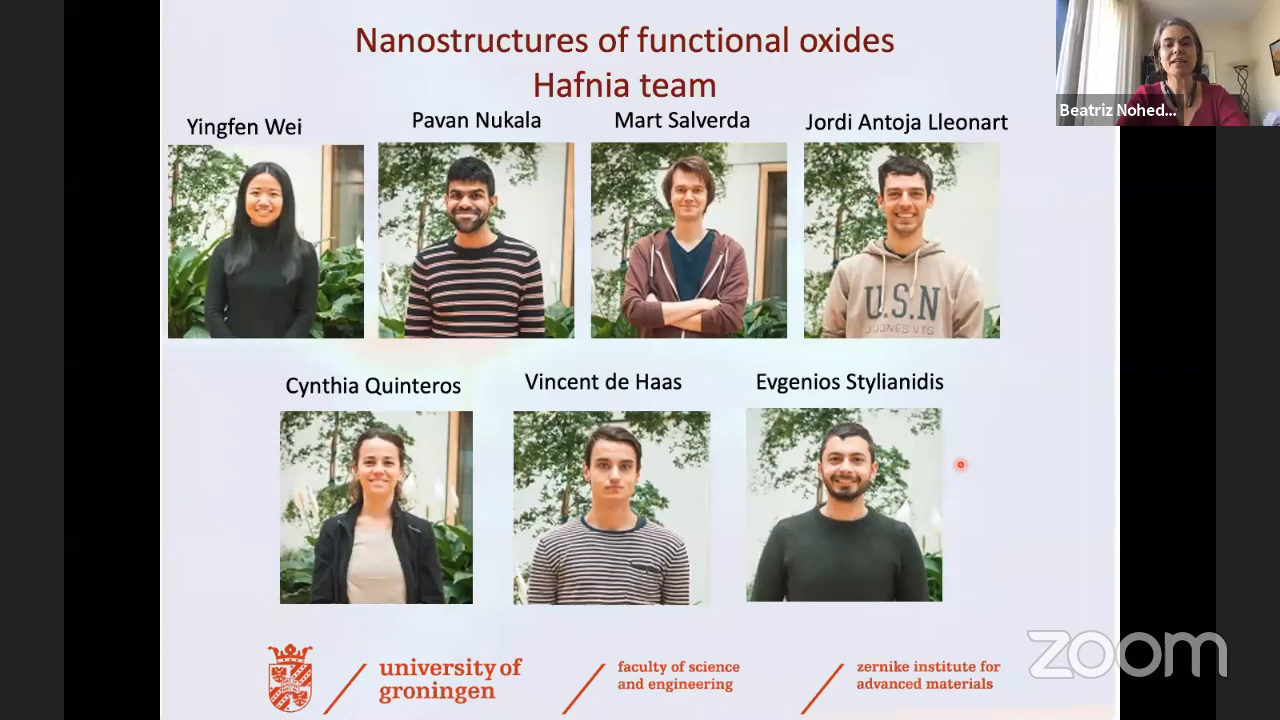 Nanostructures of functional oxides
Hafnia team
Beatriz Nohed...
Yingfen Wei
Pavan Nukala
Mart Salverda
Jordi Antoja Lleonart
U.S.N
J.JONES VTG
Cynthia Quinteros
Vincent de Haas
Evgenios Stylianidis
university of
groningen
faculty of science
and engineering
zernike institute for
advanced materials
zoom